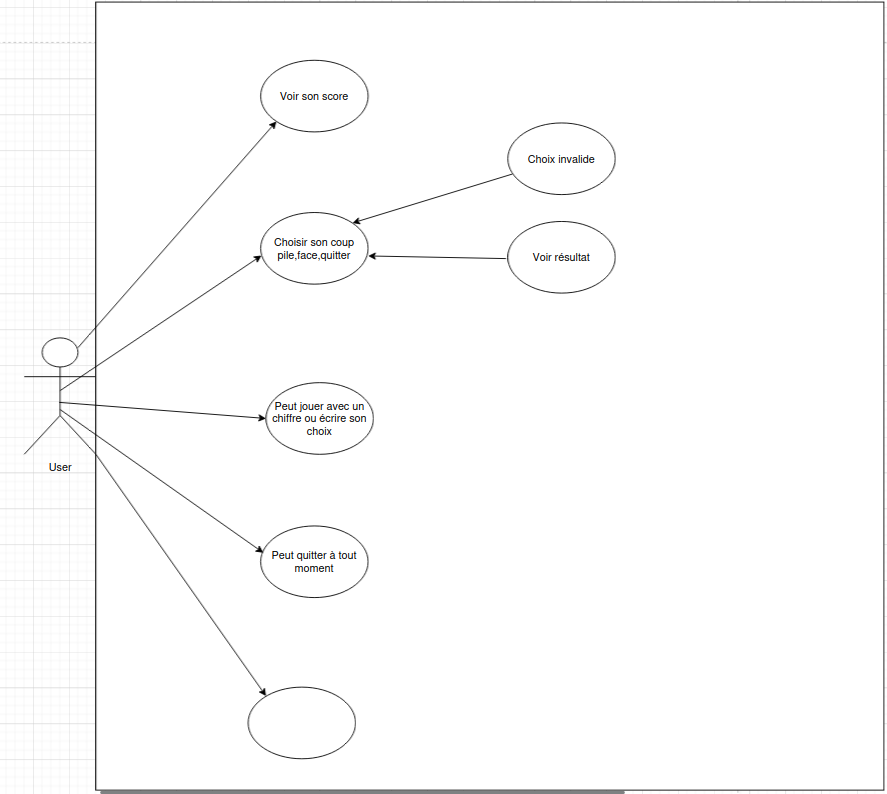 Voir son score
Choix invalide
Choisir son coup
pile,face,quitter
Voir résultat
Peut jouer avec un
chiffre ou écrire son
choix
User
Peut quitter à tout
moment